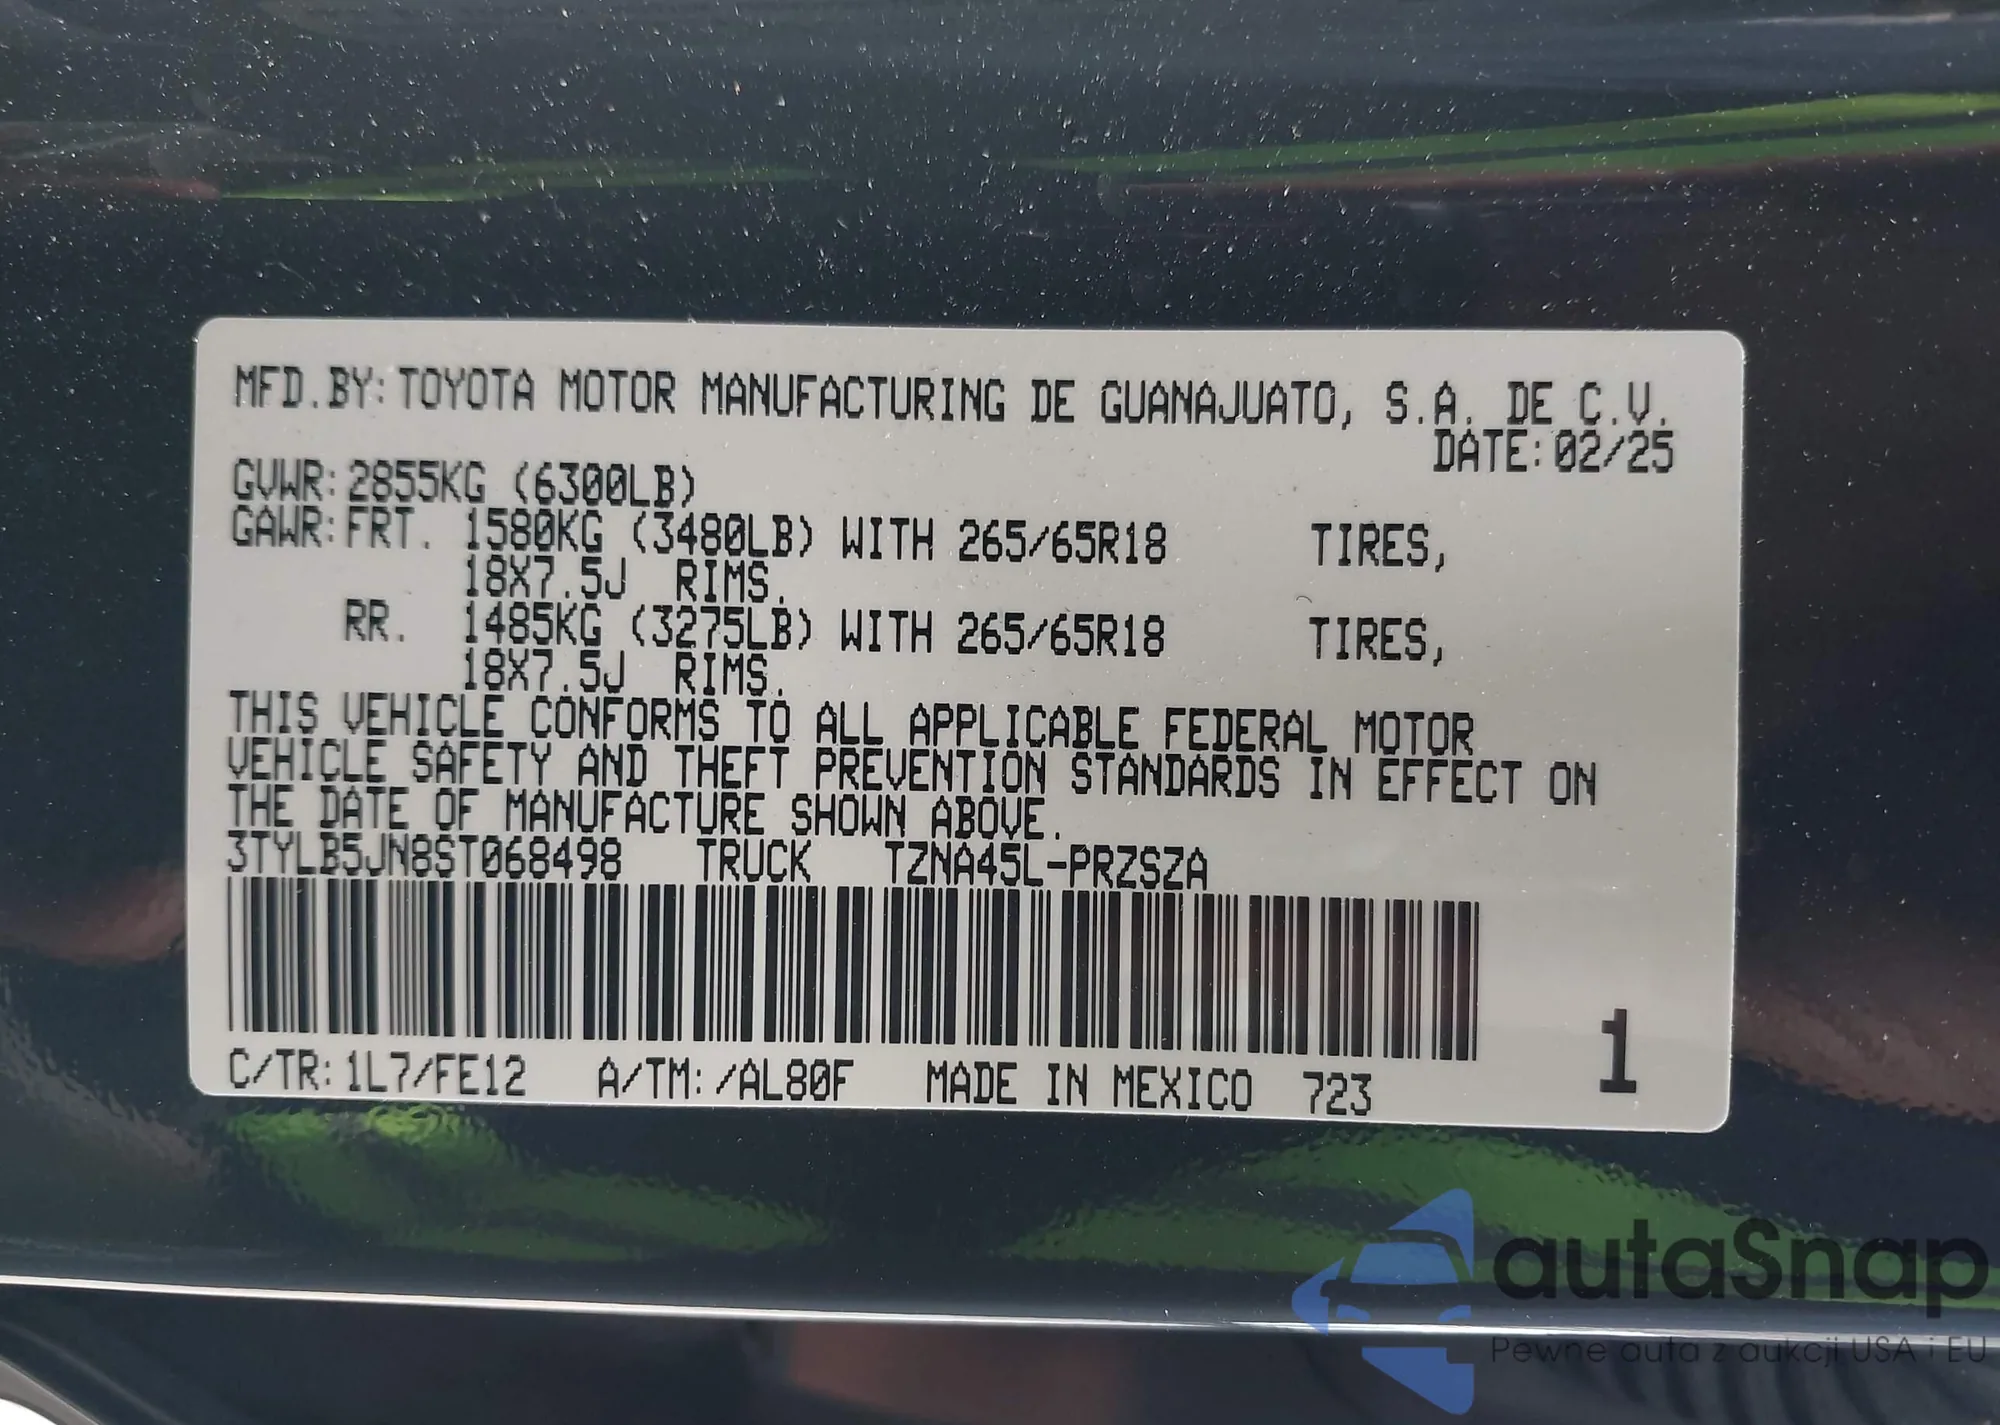 MFD.BY: TOYOTA MOTOR MANUFACTURING DE GUANAJUATO, S.A. DE C.V.
DATE: 02/25
GVWR: 2855KG (6300LB)
GAWR: FRT. 1580KG (3480LB) WITH 265/65R18 TIRES,
18X7.5J RIMS.
RR. 1485KG (3275LB) WITH 265/65R18 TIRES,
18X7.5J RIMS.
THIS VEHICLE CONFORMS TO ALL APPLICABLE FEDERAL MOTOR
VEHICLE SAFETY AND THEFT PREVENTION STANDARDS IN EFFECT ON
THE DATE OF MANUFACTURE SHOWN ABOVE.
3TYLB5JN8ST068498 TRUCK TZNA45L-PRZSZA
C/TR: 1L7/FE12 A/TM: /AL80F MADE IN MEXICO 723
1
autaSnap
Pewne auta z aukcji USA i EU